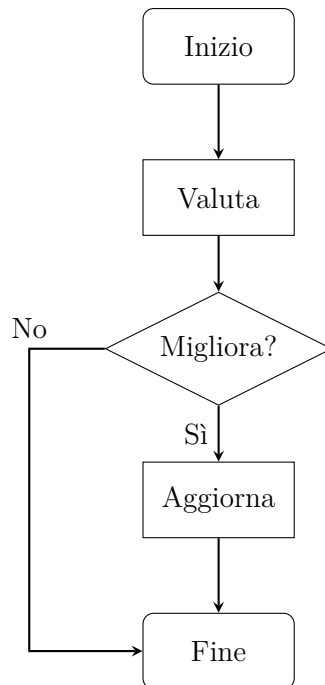 Inizio
Valuta
Migliora?
No
Sì
Aggiorna
Fine